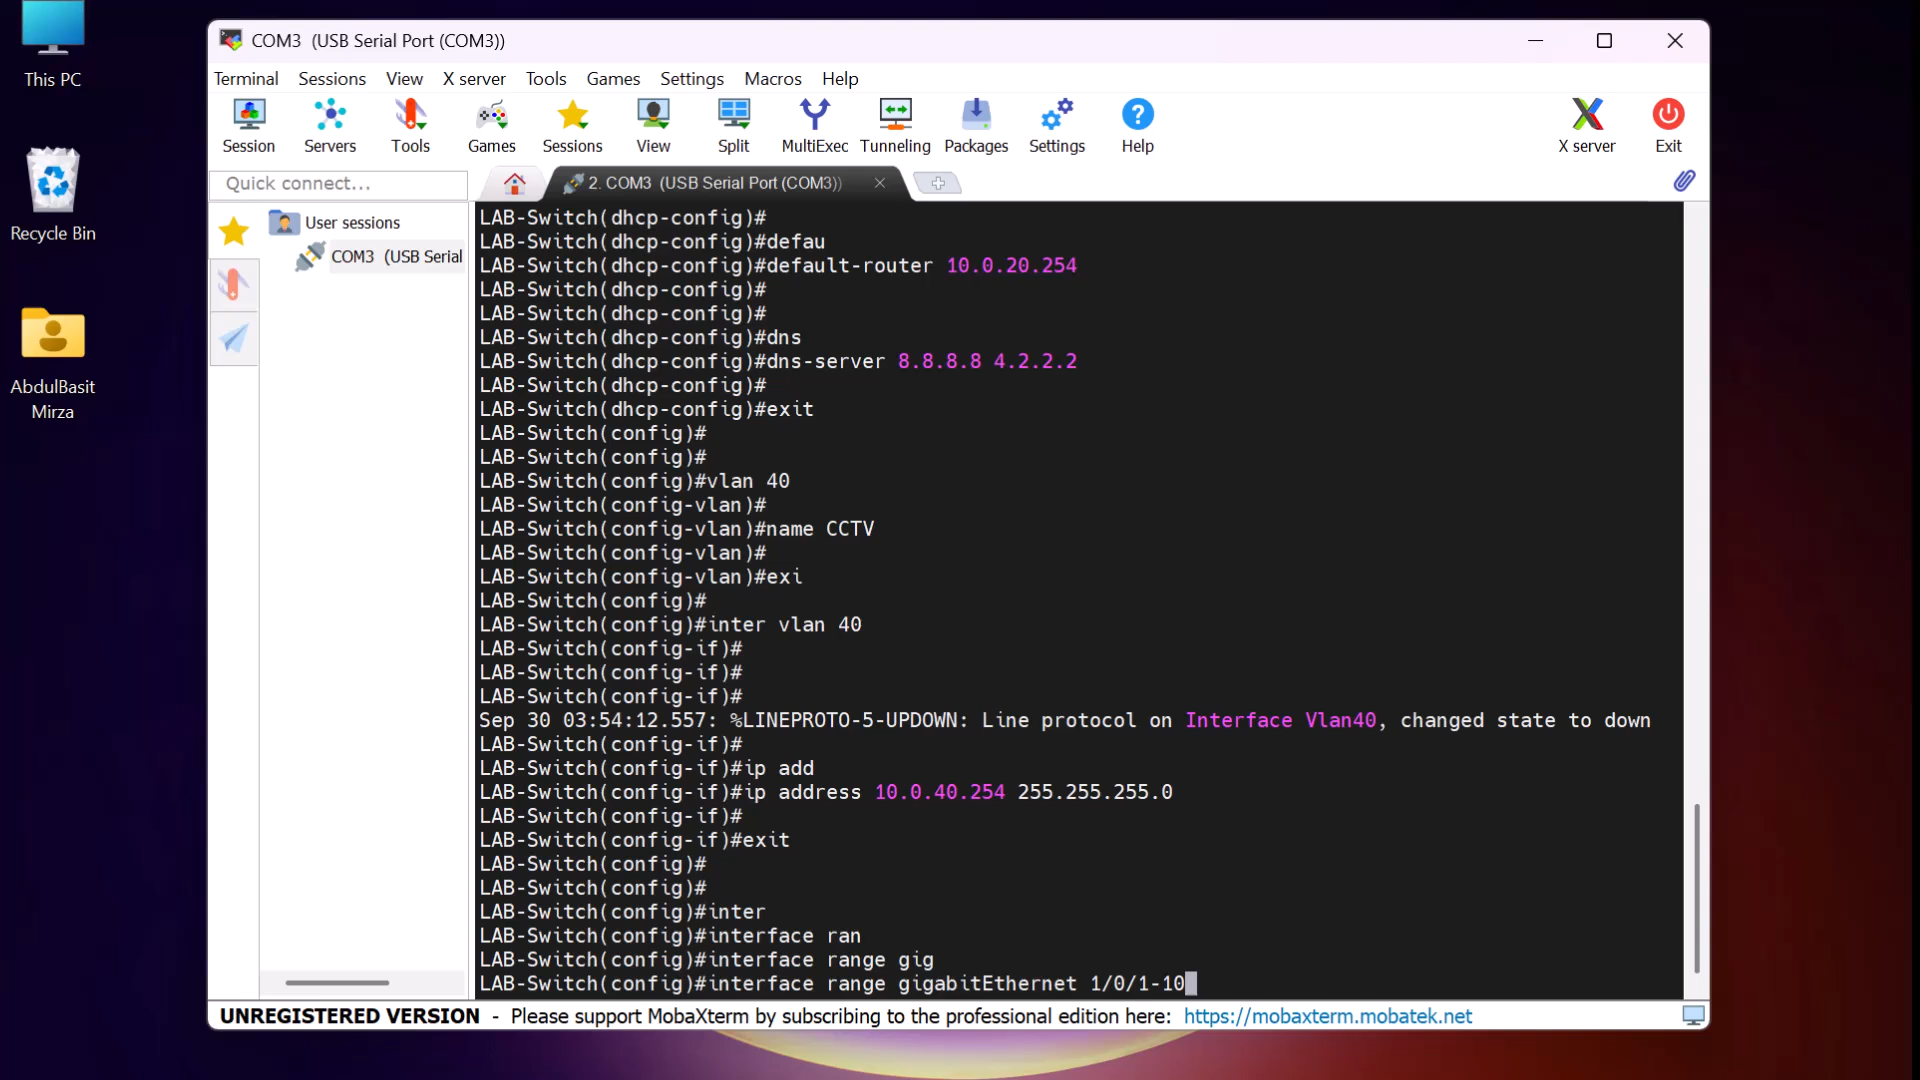 This PC
Recycle Bin
AbdulBasit
Mirza
COM3 (USB Serial Port (COM3))
Terminal Sessions View X server Tools Games Settings Macros Help
Session Servers Tools Games Sessions View Split MultiExec Tunneling Packages Settings Help X server Exit
Quick connect...
2. COM3 (USB Serial Port (COM3))
User sessions
COM3 (USB Serial
LAB-Switch(dhcp-config)#
LAB-Switch(dhcp-config)#defau
LAB-Switch(dhcp-config)#default-router 10.0.20.254
LAB-Switch(dhcp-config)#
LAB-Switch(dhcp-config)#
LAB-Switch(dhcp-config)#dns
LAB-Switch(dhcp-config)#dns-server 8.8.8.8 4.2.2.2
LAB-Switch(dhcp-config)#
LAB-Switch(dhcp-config)#exit
LAB-Switch(config)#
LAB-Switch(config)#
LAB-Switch(config)#vlan 40
LAB-Switch(config-vlan)#
LAB-Switch(config-vlan)#name CCTV
LAB-Switch(config-vlan)#
LAB-Switch(config-vlan)#exi
LAB-Switch(config)#
LAB-Switch(config)#inter vlan 40
LAB-Switch(config-if)#
LAB-Switch(config-if)#
LAB-Switch(config-if)#
Sep 30 03:54:12.557: %LINEPROTO-5-UPDOWN: Line protocol on Interface Vlan40, changed state to down
LAB-Switch(config-if)#
LAB-Switch(config-if)#ip add
LAB-Switch(config-if)#ip address 10.0.40.254 255.255.255.0
LAB-Switch(config-if)#
LAB-Switch(config-if)#exit
LAB-Switch(config)#
LAB-Switch(config)#
LAB-Switch(config)#inter
LAB-Switch(config)#interface ran
LAB-Switch(config)#interface range gig
LAB-Switch(config)#interface range gigabitEthernet 1/0/1-10
UNREGISTERED VERSION - Please support MobaXterm by subscribing to the professional edition here: https://mobaxterm.mobatek.net